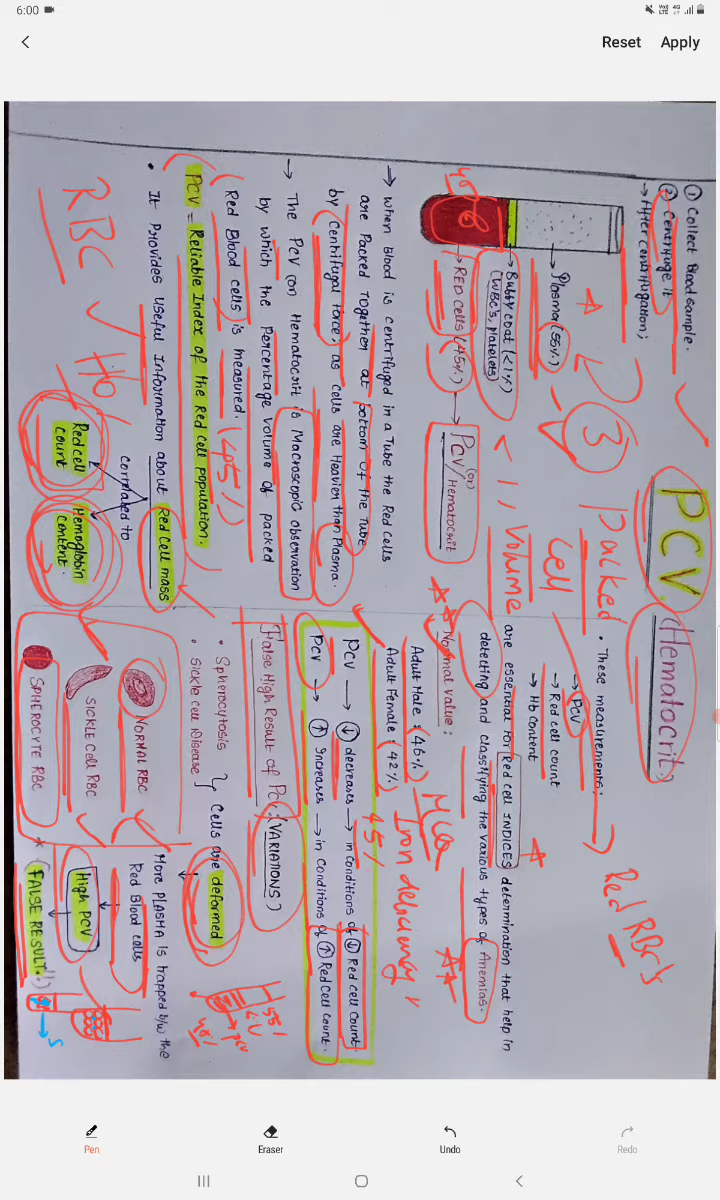 6:00
Reset Apply
PCV (Hematocrit)
① Collect Blood sample.
② Centrifuge it
→ After centrifugation;
→ Plasma (55%)
→ Buffy coat (<1%)
(WBC's, platelets)
→ RED cells (45%) → PCV (or) / Hematocrit
3
Packed
cell
volume
Red RBC's
→ when Blood is centrifuged in a Tube the Red cells
are Packed Together at bottom of the Tube
by Centrifugal Force; as cells are Heavier than Plasma.
→ The PCV (or) Hematocrit is Macroscopic observation
by which the Percentage volume of packed
Red Blood cells is measured. (45%)
PCV = Reliable Index of the Red cell population.
• It Provides useful Information about Red cell mass
correlated to
Red cell
count
Hemoglobin
content.
RBC
Hb
• These measurements;
→ PCV
→ Red cell count
→ Hb content
are essential for Red cell INDICES determination that help in
detecting and classifying the various types of Anemias.
Normal value:
Adult Male: (46%)
Adult Female: (42%)
45%
Iron deficiency
PCV → ↓ decreases → in conditions of ↓ Red cell count.
PCV → ↑ increases → in conditions of ↑ Red cell count.
False High Result of PCV: (VARIATIONS)
• Spherocytosis
• Sickle cell Disease
} Cells are deformed
More PLASMA is trapped b/w the
Red Blood cells
High PCV
* (FALSE RESULT!)
NORMAL RBC
SICKLE CELL RBC
SPHEROCYTE RBC
55%
PCV
Pen Eraser Undo Redo